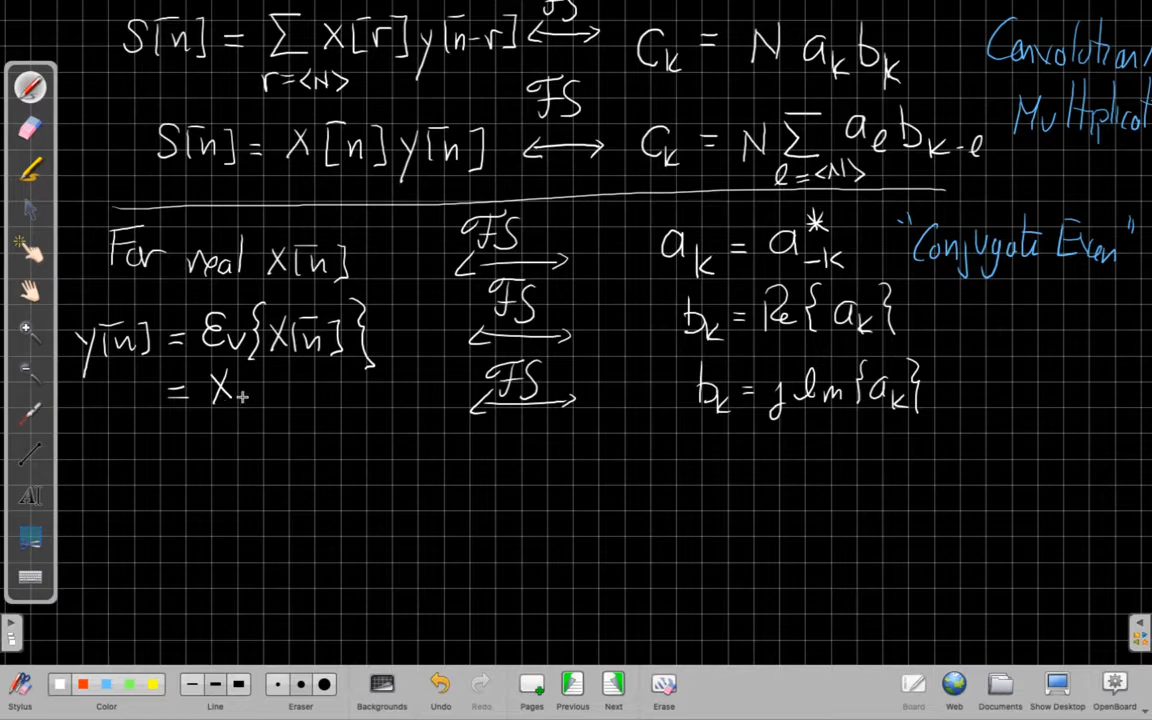 S[n] = Σ x[r] y[n-r] ⟷ FS C_k = N a_k b_k
r=<N>
Convolution/
Multiplicat
S[n] = x[n] y[n] ⟷ FS C_k = N Σ a_l b_k-l
l=<N>
For real x[n] ⟷ FS a_k = a*_-k "Conjugate Even"
y[n] = Ev{x[n]} ⟷ FS b_k = Re{a_k}
= x ⟷ FS b_k = j Im{a_k}
AI
Stylus
Color
Line
Eraser
Backgrounds
Undo
Redo
Pages
Previous
Next
Erase
Board
Web
Documents
Show Desktop
OpenBoard